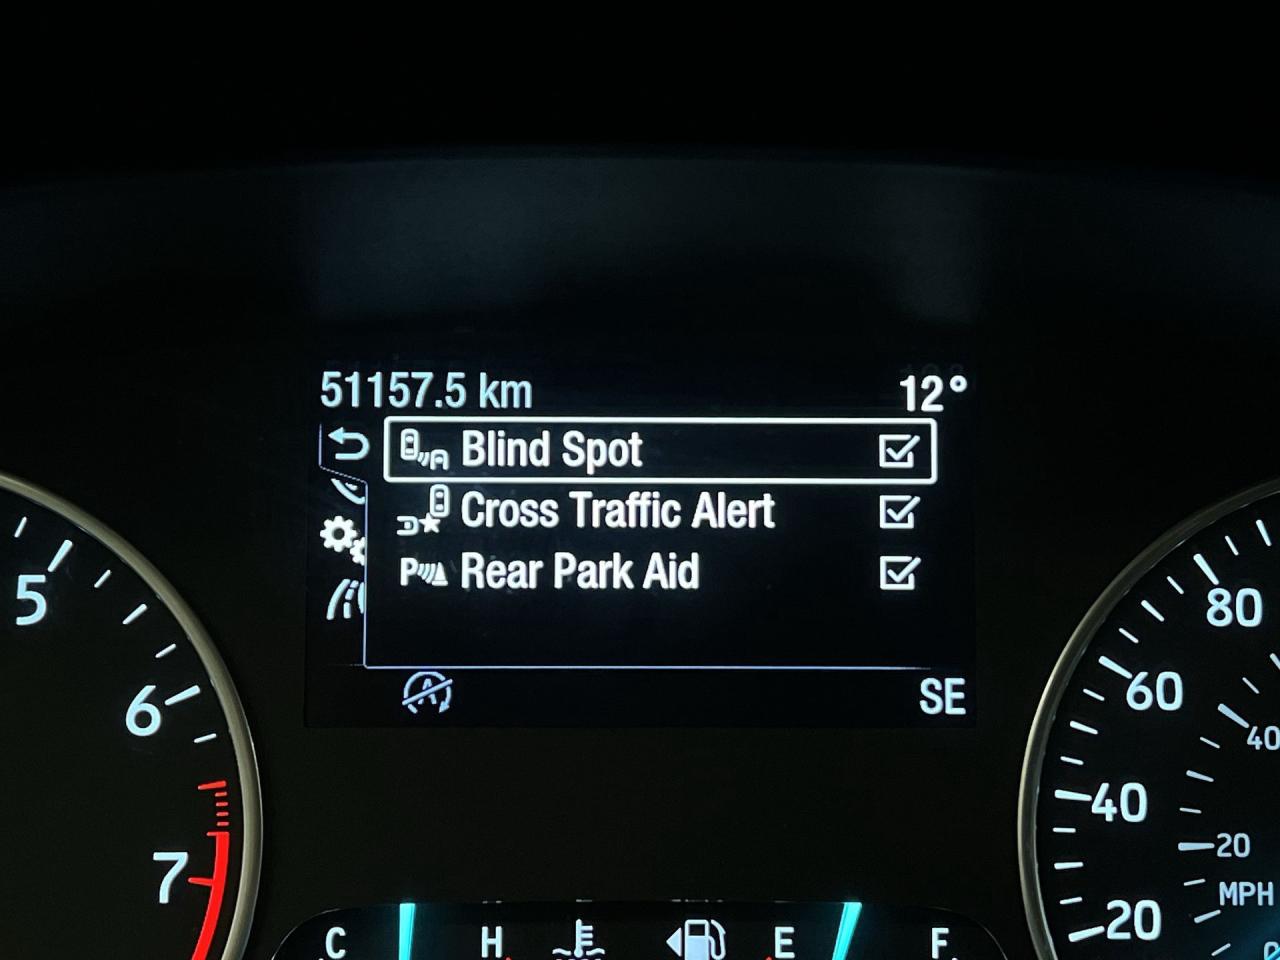 51157.5 km 12°
Blind Spot
Cross Traffic Alert
P Rear Park Aid
A SE
5
6
7
80
60
40
20
40
20
MPH
C H E F